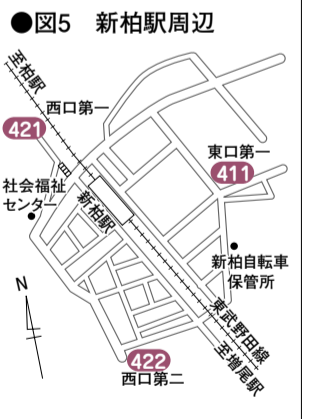 ●図5 新柏駅周辺
至柏駅
西口第一
421
東口第一
411
社会福祉
センター
新柏駅
新柏自転車
保管所
N
東武野田線
至増尾駅
422
西口第二